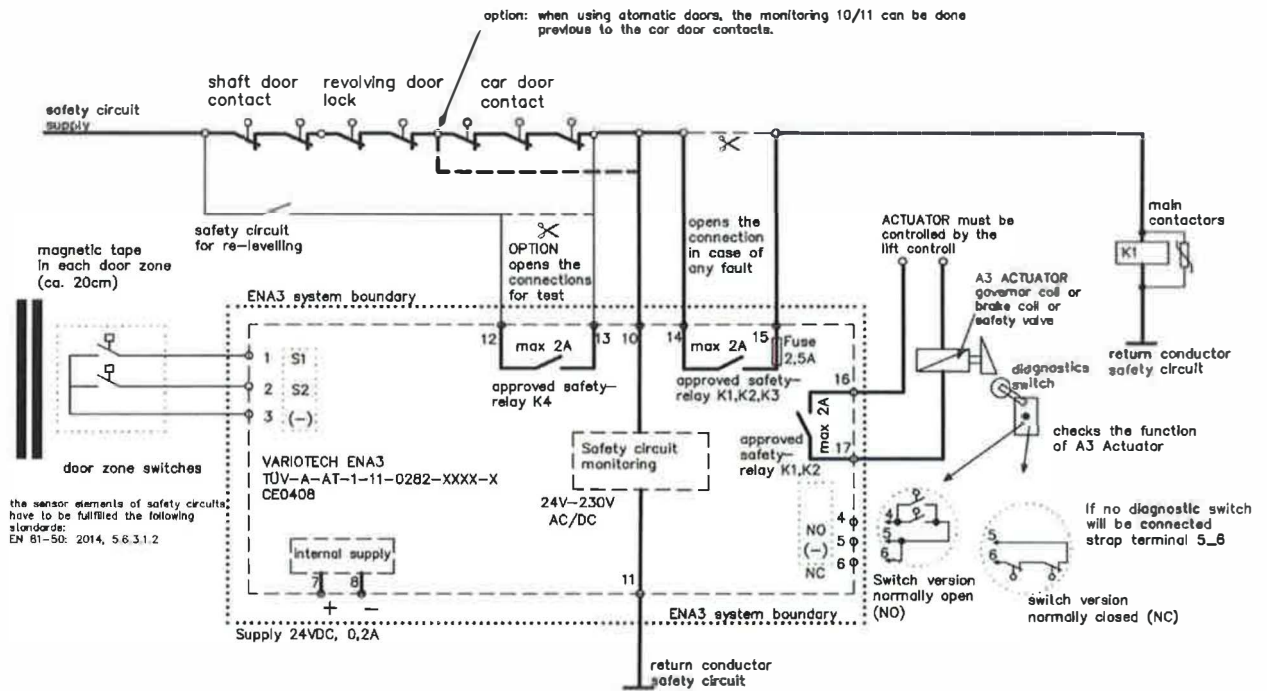 option: when using atomatic doors, the monitoring 10/11 can be done
previous to the car door contacts.
shaft door
contact
revolving door
lock
car door
contact
safety circuit
supply
safety circuit
for re-levelling
magnetic tape
in each door zone
(ca. 20cm)
OPTION
opens the
connections
for test
opens the
connection
in case of
any fault
ACTUATOR must be
controlled by the
lift controll
main
contactors
K1
A3 ACTUATOR
governor coil or
brake coil or
safety valve
return conductor
safety circuit
ENA3 system boundary
12
13
10
14
15
max 2A
max 2A
Fuse
2,5A
approved safety-
relay K4
approved safety-
relay K1,K2,K3
1
S1
2
S2
3
(-)
16
max 2A
17
approved
safety-
relay K1,K2
diagnostics
switch
checks the function
of A3 Actuator
door zone switches
VARIOTECH ENA3
TÜV-A-AT-1-11-0282-XXXX-X
CE0408
Safety circuit
monitoring
24V-230V
AC/DC
the sensor elements of safety circuits
have to be fullfilled the following
standards:
EN 81-50: 2014, 5.6.3.1.2
4
NO
5
(-)
6
NC
4
5
6
5
6
If no diagnostic switch
will be connected
strap terminal 5_6
Switch version
normally open
(NO)
switch version
normally closed (NC)
internal supply
7
8
+
-
11
ENA3 system boundary
Supply 24VDC, 0,2A
return conductor
safety circuit